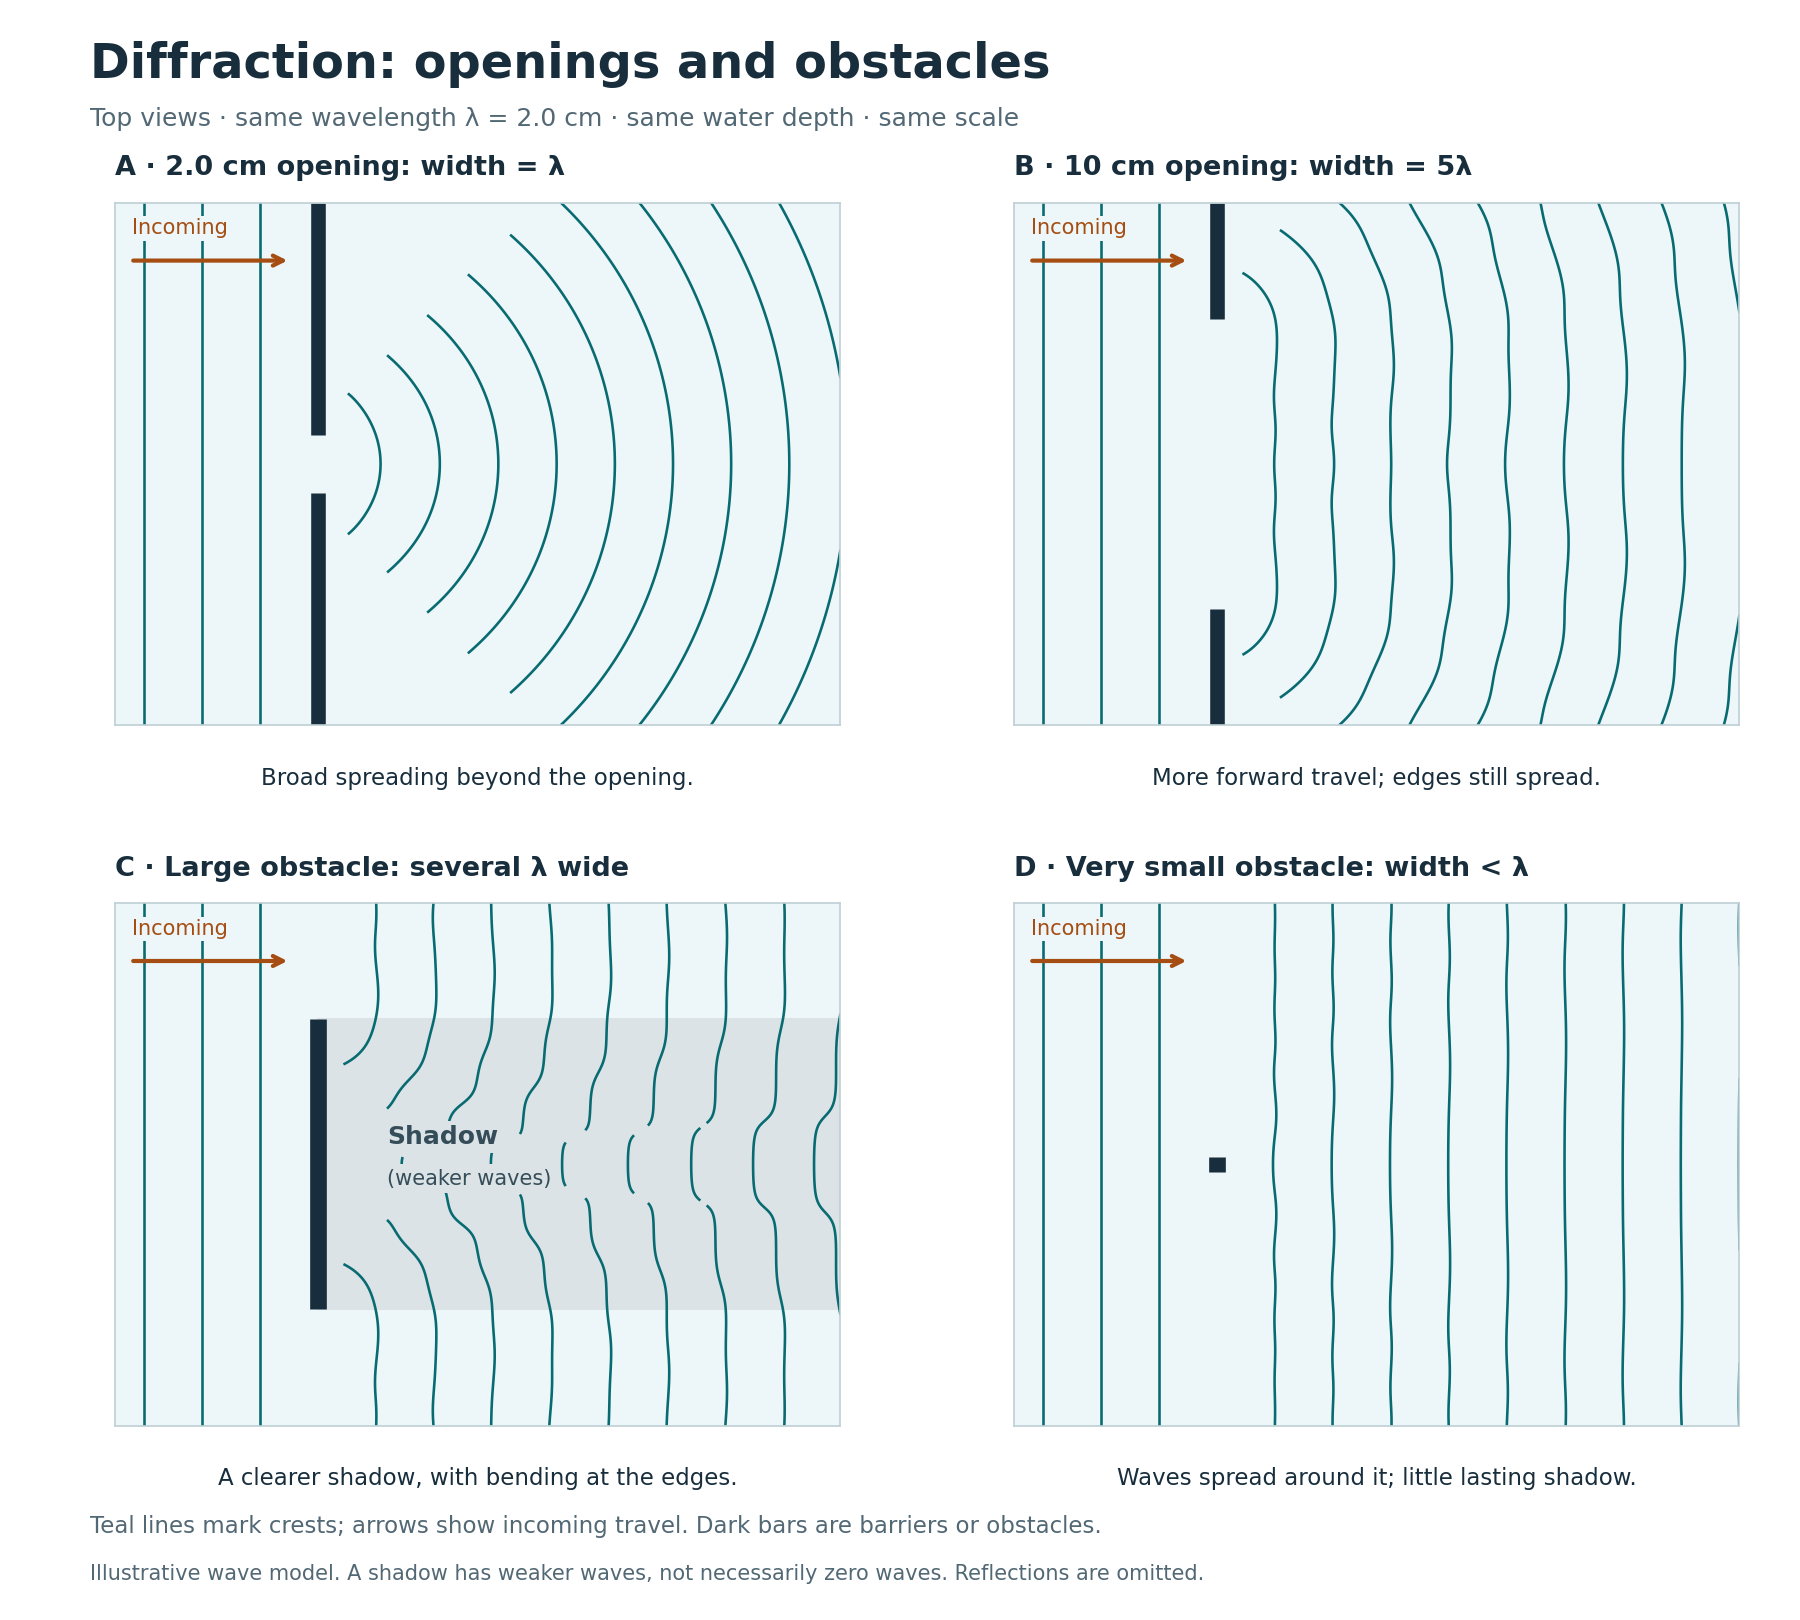 Diffraction: openings and obstacles
Top views · same wavelength λ = 2.0 cm · same water depth · same scale
A · 2.0 cm opening: width = λ
Incoming
Broad spreading beyond the opening.
B · 10 cm opening: width = 5λ
Incoming
More forward travel; edges still spread.
C · Large obstacle: several λ wide
Incoming
Shadow
(weaker waves)
A clearer shadow, with bending at the edges.
D · Very small obstacle: width < λ
Incoming
Waves spread around it; little lasting shadow.
Teal lines mark crests; arrows show incoming travel. Dark bars are barriers or obstacles.
Illustrative wave model. A shadow has weaker waves, not necessarily zero waves. Reflections are omitted.